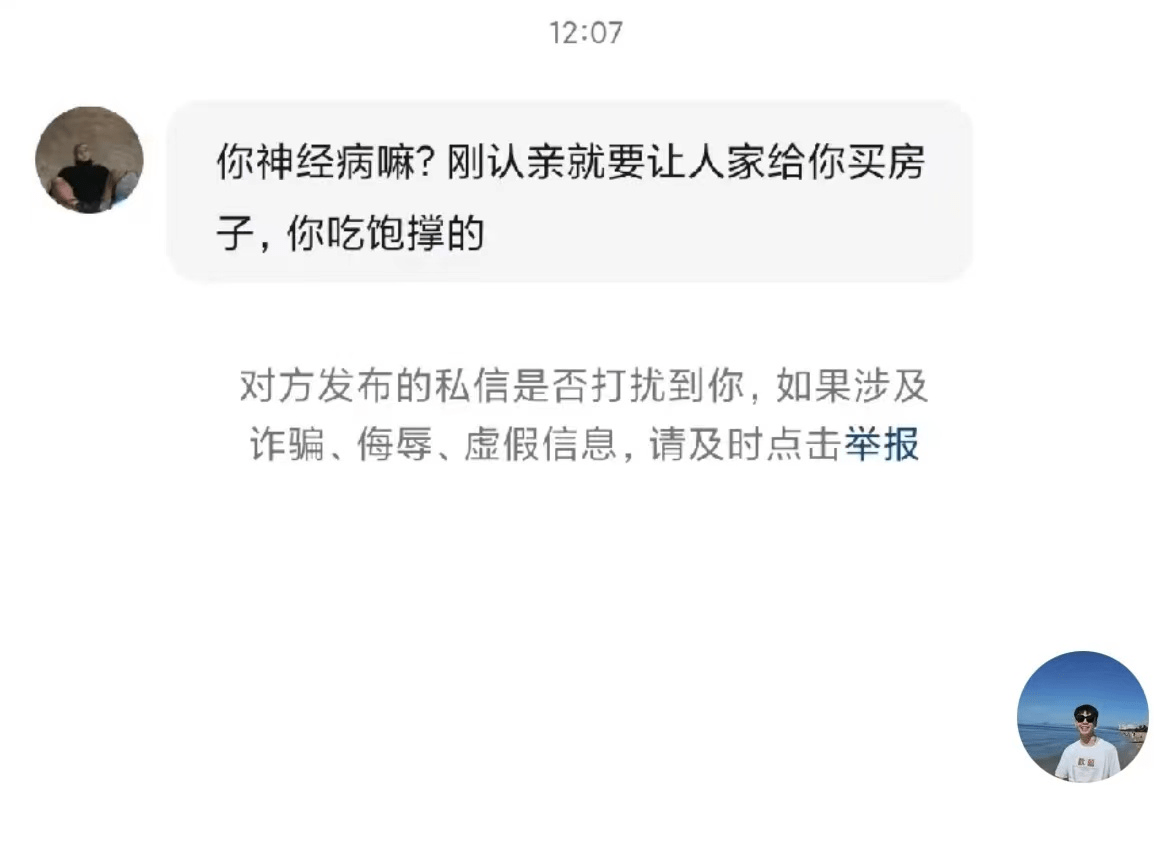 12:07
你神经病嘛?刚认亲就要让人家给你买房
子,你吃饱撑的
对方发布的私信是否打扰到你,如果涉及
诈骗、侮辱、虚假信息,请及时点击举报